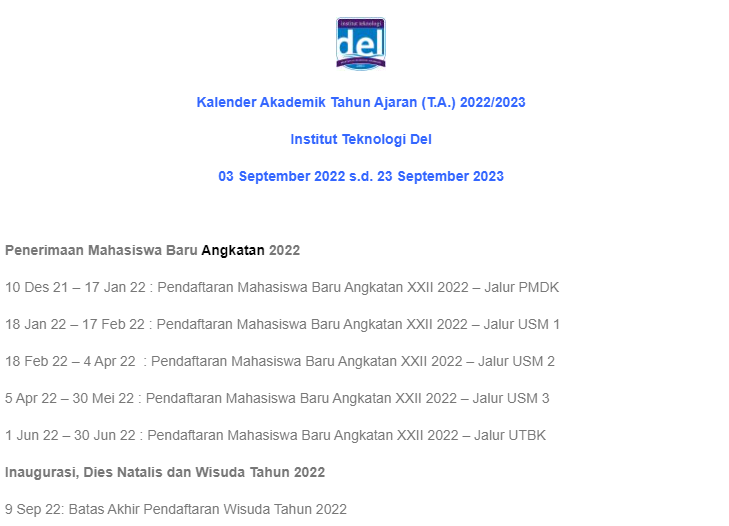 institut teknologi
del
Kalender Akademik Tahun Ajaran (T.A.) 2022/2023
Institut Teknologi Del
03 September 2022 s.d. 23 September 2023
Penerimaan Mahasiswa Baru Angkatan 2022
10 Des 21 – 17 Jan 22 : Pendaftaran Mahasiswa Baru Angkatan XXII 2022 – Jalur PMDK
18 Jan 22 – 17 Feb 22 : Pendaftaran Mahasiswa Baru Angkatan XXII 2022 – Jalur USM 1
18 Feb 22 – 4 Apr 22  : Pendaftaran Mahasiswa Baru Angkatan XXII 2022 – Jalur USM 2
5 Apr 22 – 30 Mei 22 : Pendaftaran Mahasiswa Baru Angkatan XXII 2022 – Jalur USM 3
1 Jun 22 – 30 Jun 22 : Pendaftaran Mahasiswa Baru Angkatan XXII 2022 – Jalur UTBK
Inaugurasi, Dies Natalis dan Wisuda Tahun 2022
9 Sep 22: Batas Akhir Pendaftaran Wisuda Tahun 2022